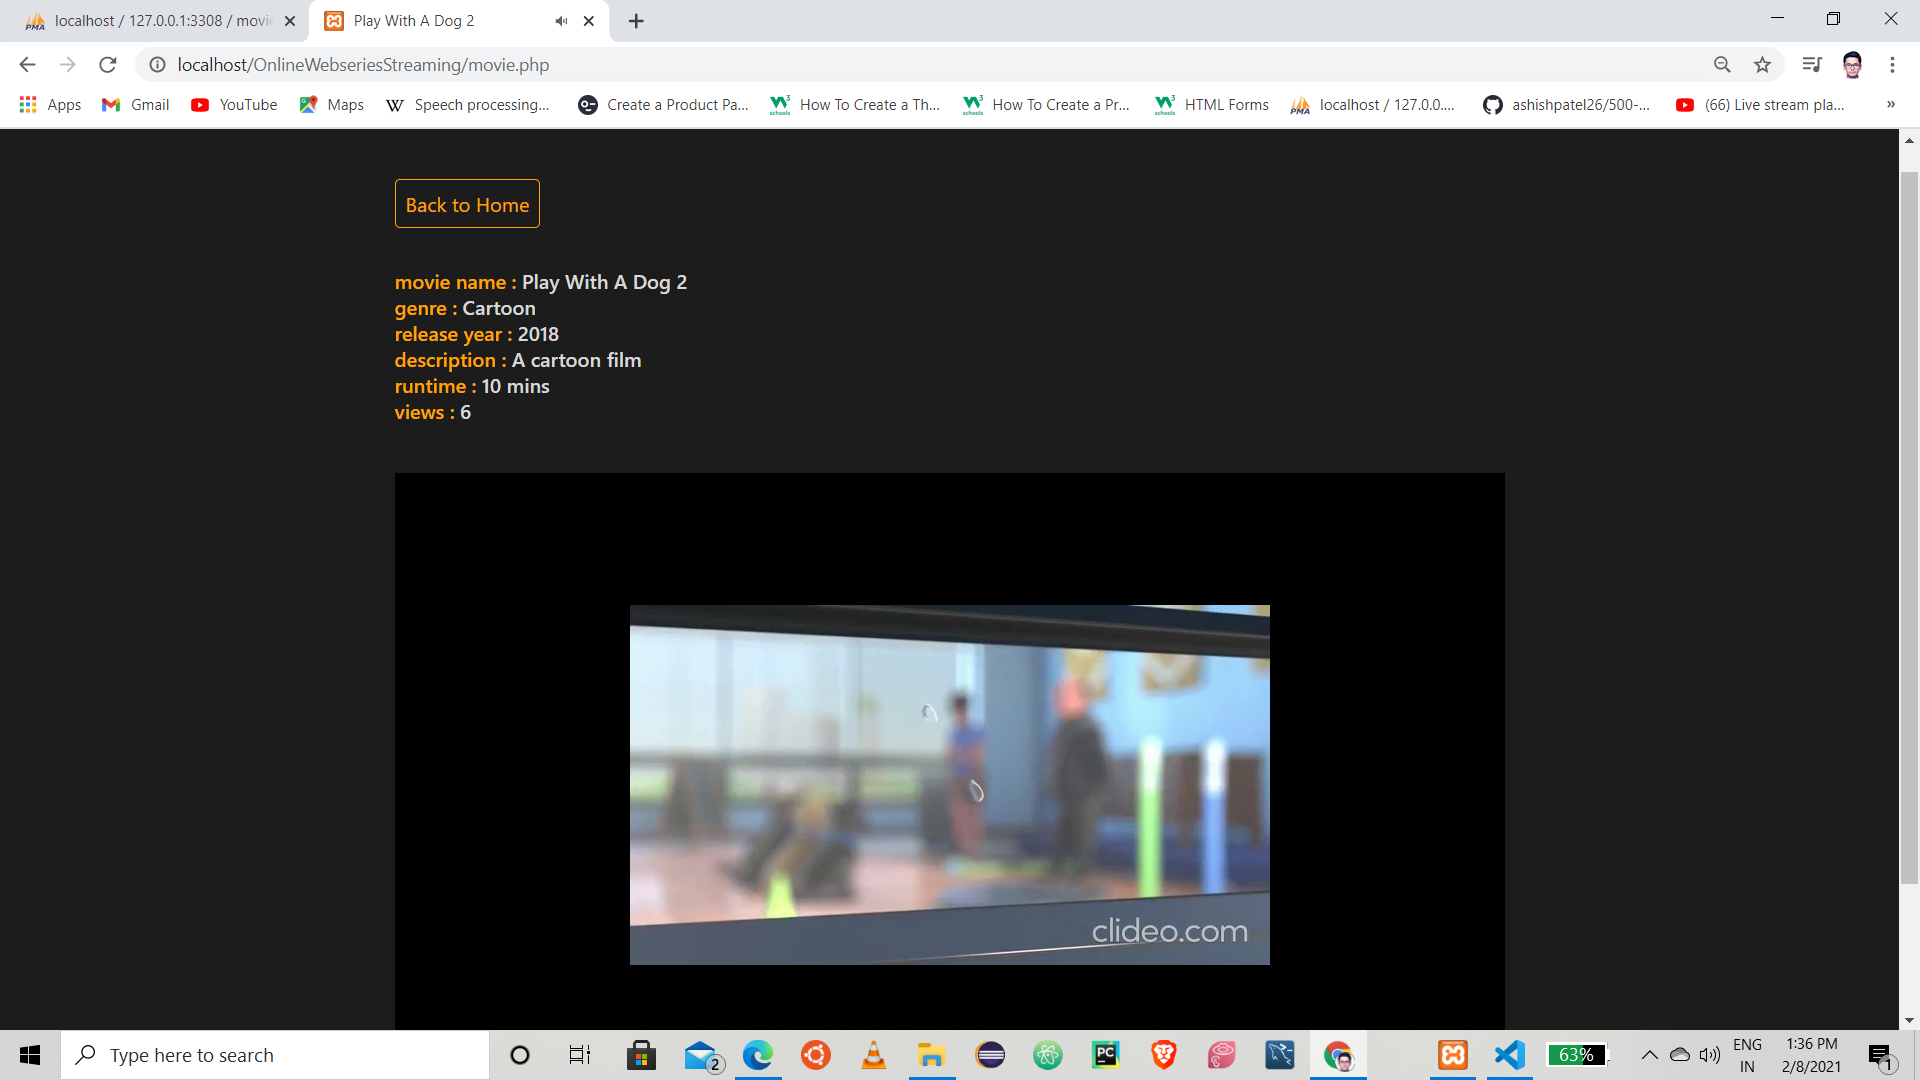 localhost / 127.0.0.1:3308 / movie
Play With A Dog 2
localhost/OnlineWebseriesStreaming/movie.php
Apps
Gmail
YouTube
Maps
Speech processing...
Create a Product Pa...
How To Create a Th...
How To Create a Pr...
HTML Forms
localhost / 127.0.0....
ashishpatel26/500-...
(66) Live stream pla...
»
Back to Home
movie name : Play With A Dog 2
genre : Cartoon
release year : 2018
description : A cartoon film
runtime : 10 mins
views : 6
clideo.com
Type here to search
2
PC
63%
ENG
IN
1:36 PM
2/8/2021
1